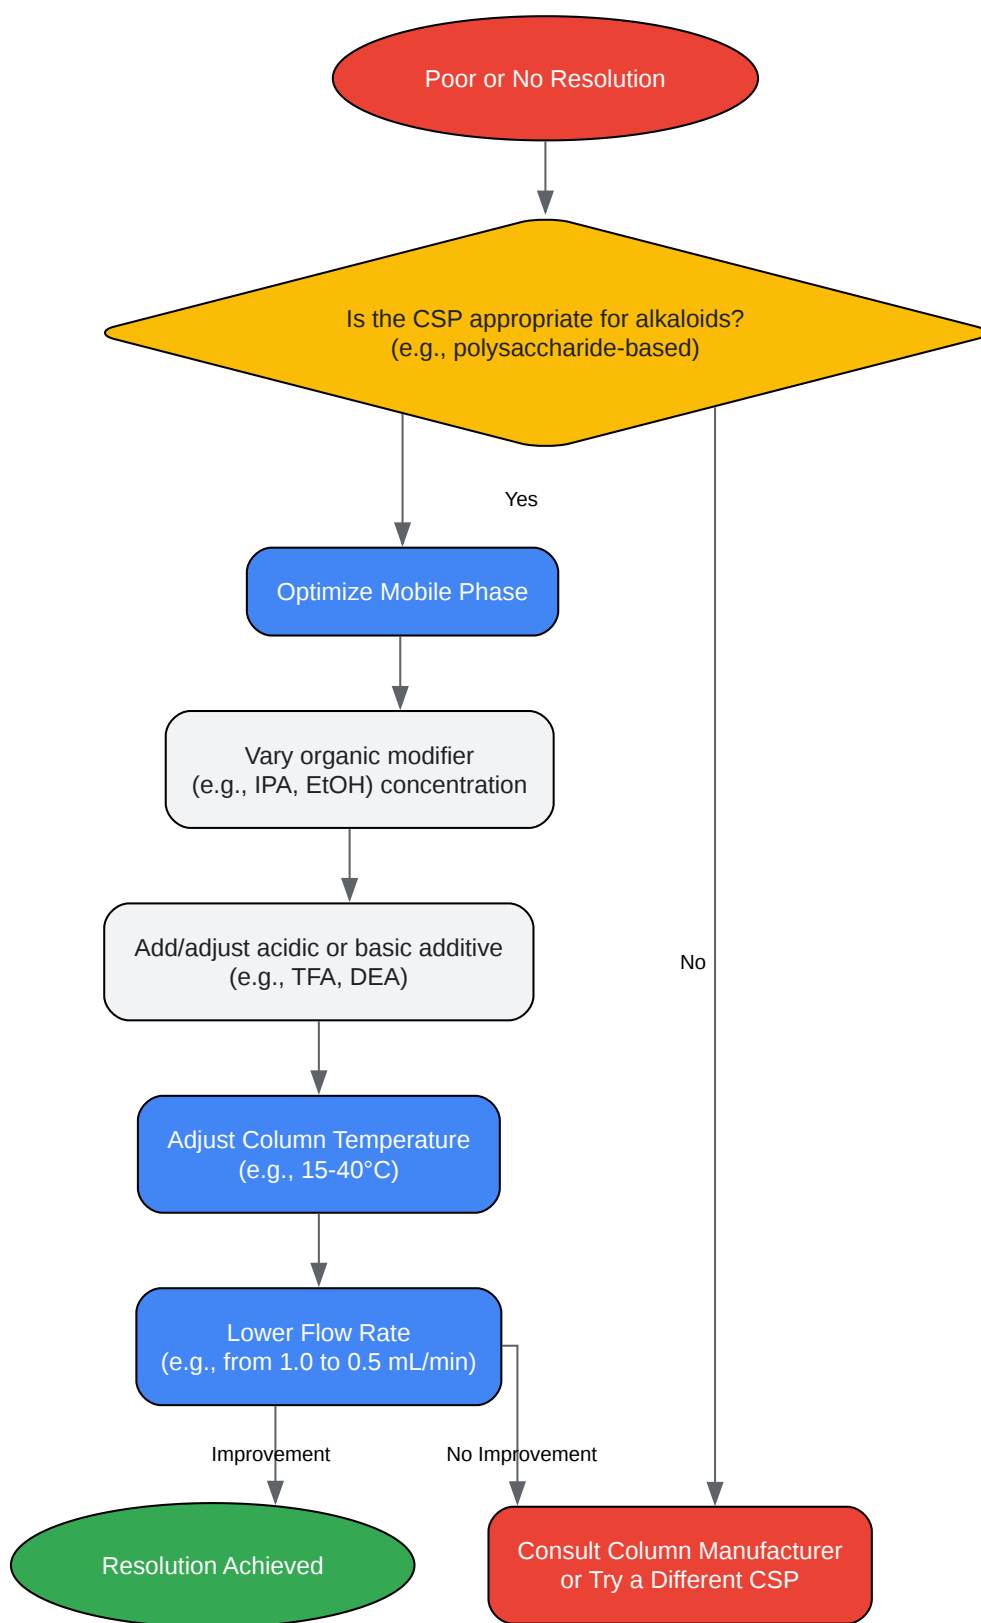 Poor or No Resolution
Is the CSP appropriate for alkaloids?
(e.g., polysaccharide-based)
Yes
Optimize Mobile Phase
Vary organic modifier
(e.g., IPA, EtOH) concentration
Add/adjust acidic or basic additive
(e.g., TFA, DEA)
No
Adjust Column Temperature
(e.g., 15-40°C)
Lower Flow Rate
(e.g., from 1.0 to 0.5 mL/min)
Improvement
No Improvement
Resolution Achieved
Consult Column Manufacturer
or Try a Different CSP